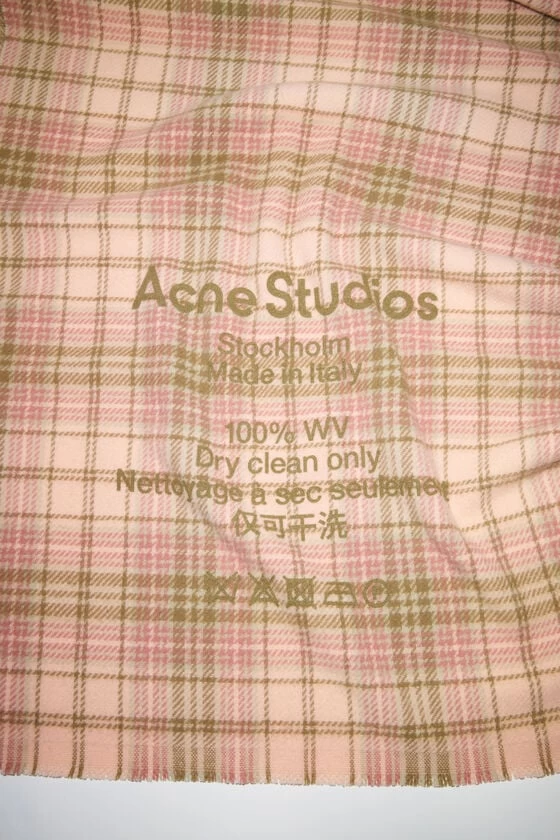 Acne Studios
Stockholm
Made in Italy
100% WV
Dry clean only
Nettoyage à sec seulement
仅可干洗